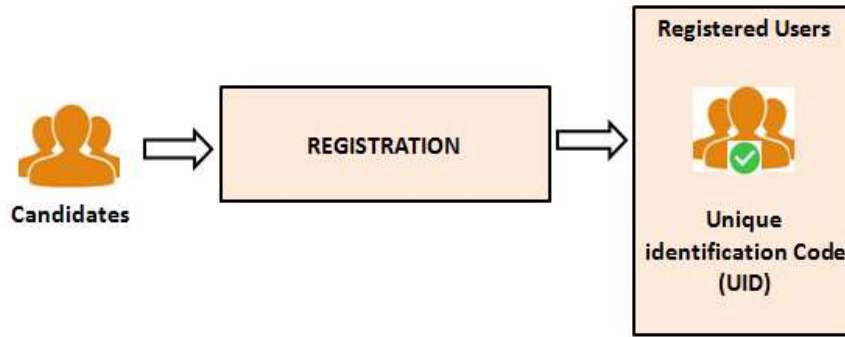 Candidates
REGISTRATION
Registered Users
Unique
identification Code
(UID)